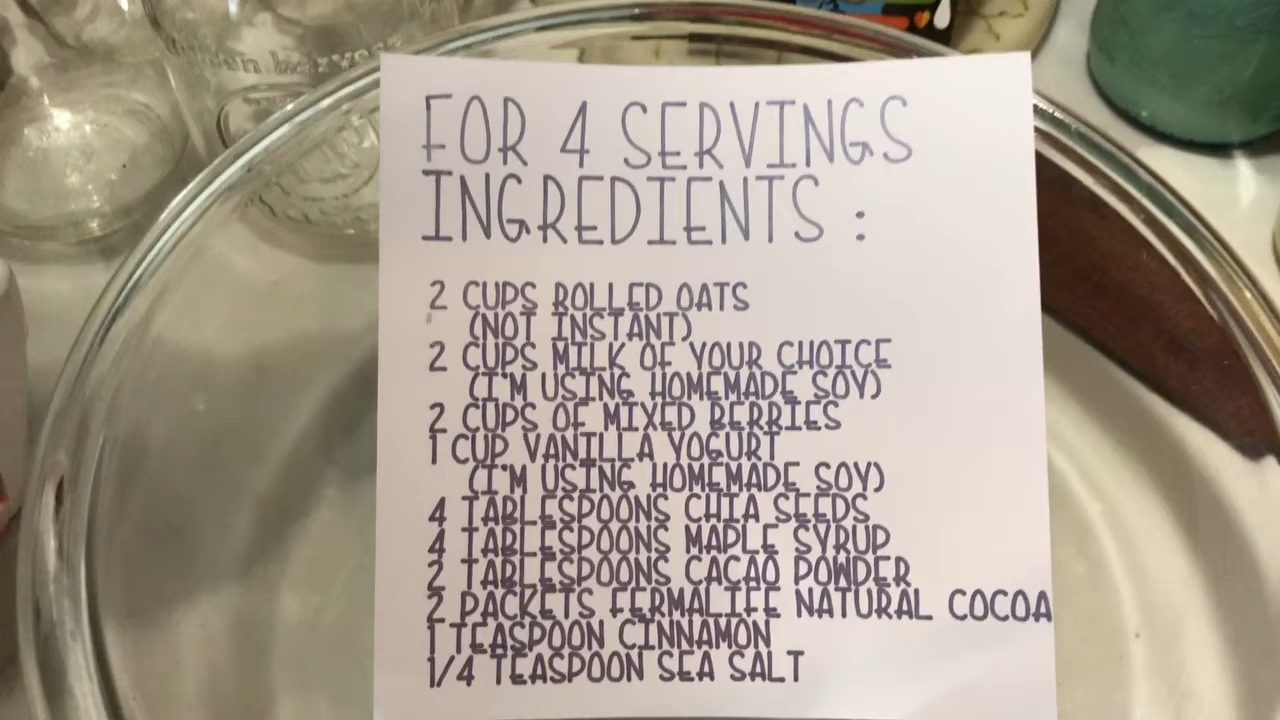 FOR 4 SERVINGS
INGREDIENTS :
2 CUPS ROLLED OATS
(NOT INSTANT)
2 CUPS MILK OF YOUR CHOICE
(I'M USING HOMEMADE SOY)
2 CUPS OF MIXED BERRIES
1 CUP VANILLA YOGURT
(I'M USING HOMEMADE SOY)
4 TABLESPOONS CHIA SEEDS
4 TABLESPOONS MAPLE SYRUP
2 TABLESPOONS CACAO POWDER
2 PACKETS FERMALIFE NATURAL COCOA
1 TEASPOON CINNAMON
1/4 TEASPOON SEA SALT